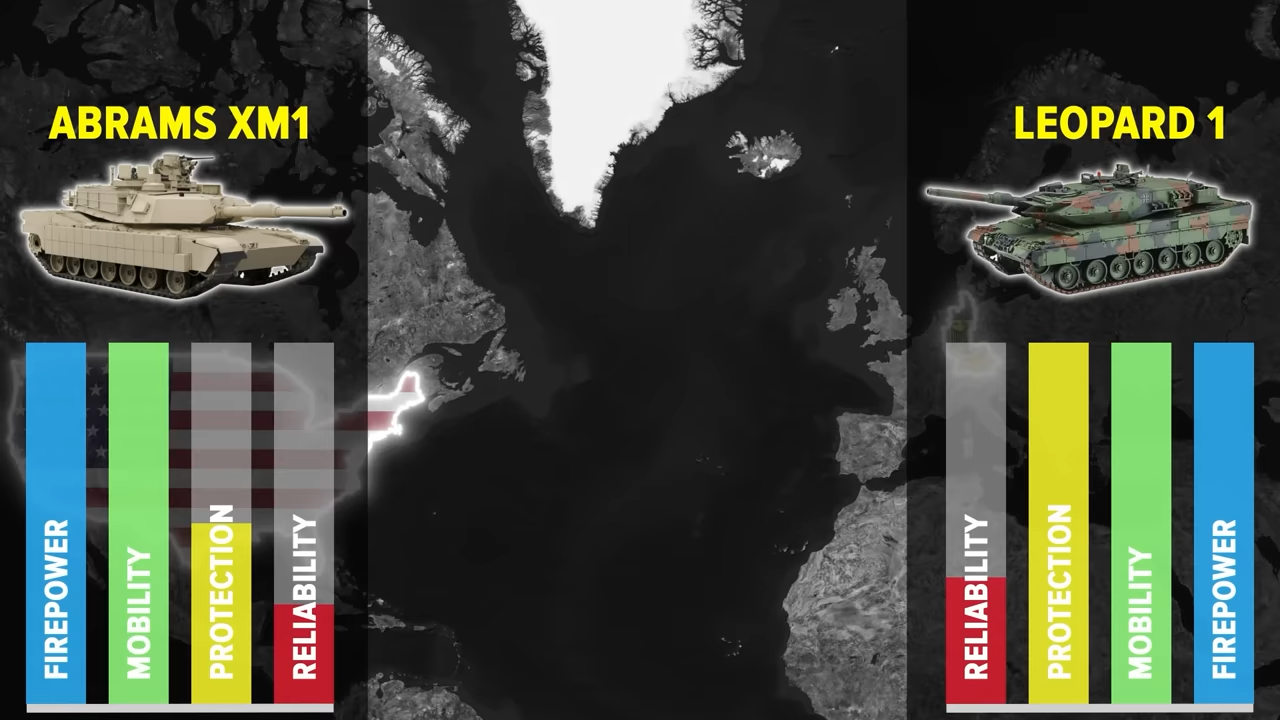 ABRAMS XM1
FIREPOWER
MOBILITY
PROTECTION
RELIABILITY
LEOPARD 1
RELIABILITY
PROTECTION
MOBILITY
FIREPOWER